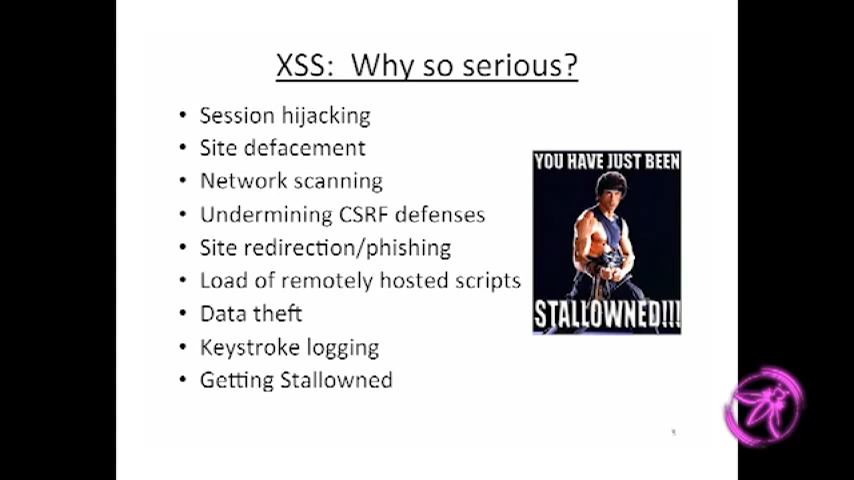 XSS: Why so serious?
• Session hijacking
• Site defacement
• Network scanning
• Undermining CSRF defenses
• Site redirection/phishing
• Load of remotely hosted scripts
• Data theft
• Keystroke logging
• Getting Stallowned
YOU HAVE JUST BEEN
STALLOWNED!!!